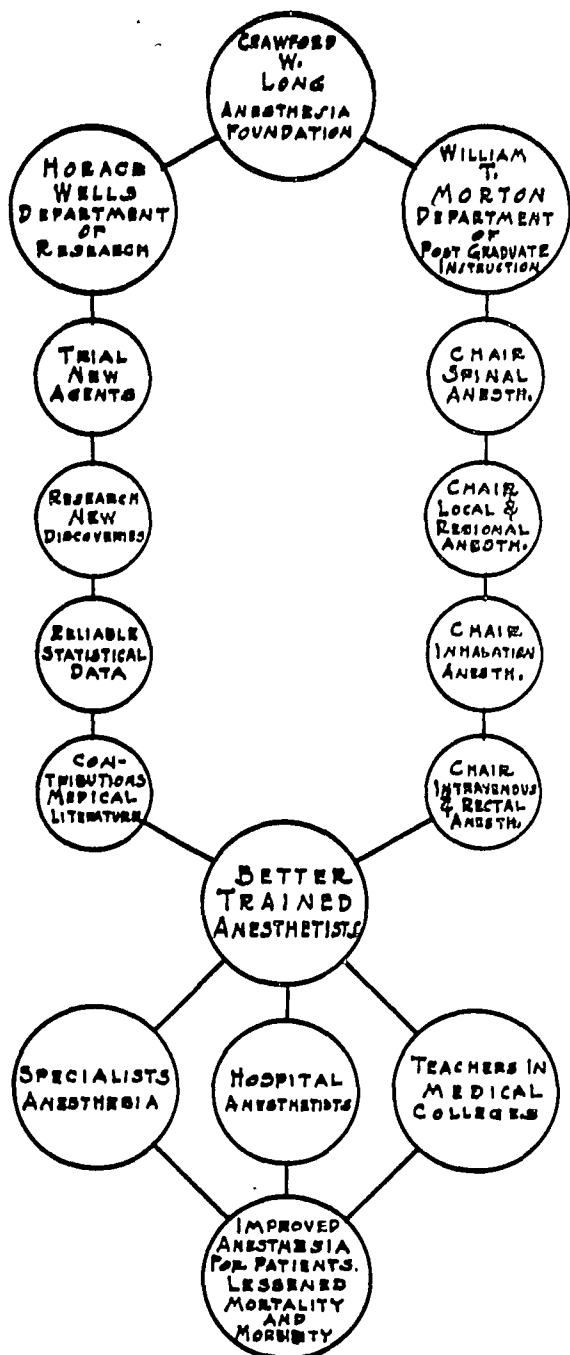 CRAWFORD
W.
LONG
ANESTHESIA
FOUNDATION
HORACE
WELLS
DEPARTMENT
OF
RESEARCH
WILLIAM
T.
MORTON
DEPARTMENT
OF
POST GRADUATE
INSTRUCTION
TRIAL
NEW
AGENTS
CHAIR
SPINAL
ANESTH.
RESEARCH
NEW
DISCOVERIES
CHAIR
LOCAL &
REGIONAL
ANESTH.
RELIABLE
STATISTICAL
DATA
CHAIR
INHALATION
ANESTH.
CON-
TRIBUTIONS
MEDICAL
LITERATURE
CHAIR
INTRAVENOUS
& RECTAL
ANESTH.
BETTER
TRAINED
ANESTHETISTS
SPECIALISTS
ANESTHESIA
HOSPITAL
ANESTHETISTS
TEACHERS IN
MEDICAL
COLLEGES
IMPROVED
ANESTHESIA
FOR PATIENTS.
LESSENED
MORTALITY
AND
MORBIDITY